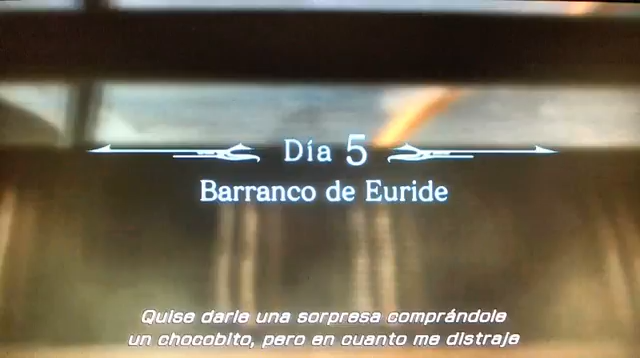 Día 5
Barranco de Euride
Quise darle una sorpresa comprándole
un chocobito, pero en cuanto me distraje